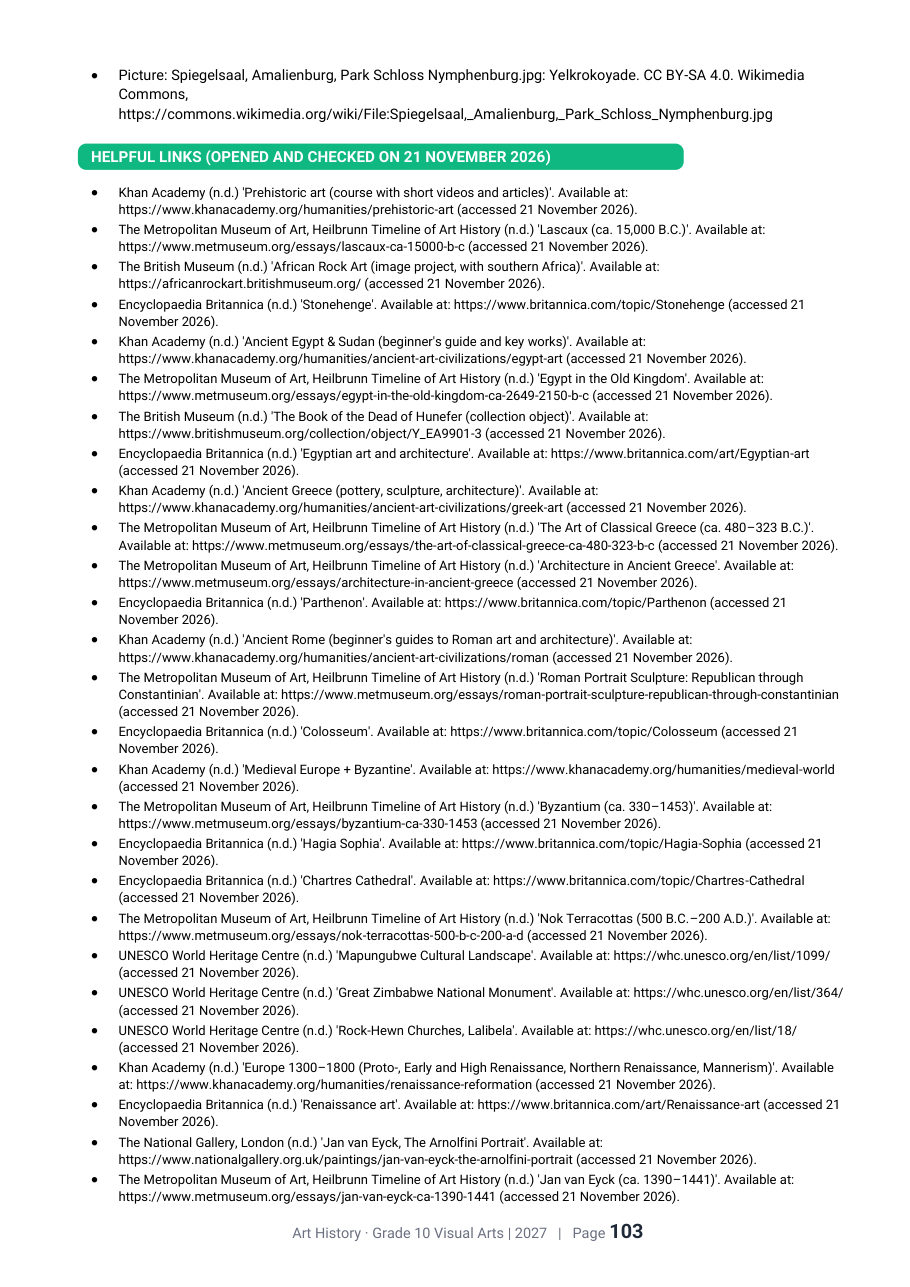 • Picture: Spiegelsaal, Amalienburg, Park Schloss Nymphenburg.jpg: Yelkrokoyade. CC BY-SA 4.0. Wikimedia
Commons,
https://commons.wikimedia.org/wiki/File:Spiegelsaal,_Amalienburg,_Park_Schloss_Nymphenburg.jpg
HELPFUL LINKS (OPENED AND CHECKED ON 21 NOVEMBER 2026)
• Khan Academy (n.d.) 'Prehistoric art (course with short videos and articles)'. Available at:
https://www.khanacademy.org/humanities/prehistoric-art (accessed 21 November 2026).
• The Metropolitan Museum of Art, Heilbrunn Timeline of Art History (n.d.) 'Lascaux (ca. 15,000 B.C.)'. Available at:
https://www.metmuseum.org/essays/lascaux-ca-15000-b-c (accessed 21 November 2026).
• The British Museum (n.d.) 'African Rock Art (image project, with southern Africa)'. Available at:
https://africanrockart.britishmuseum.org/ (accessed 21 November 2026).
• Encyclopaedia Britannica (n.d.) 'Stonehenge'. Available at: https://www.britannica.com/topic/Stonehenge (accessed 21
November 2026).
• Khan Academy (n.d.) 'Ancient Egypt & Sudan (beginner's guide and key works)'. Available at:
https://www.khanacademy.org/humanities/ancient-art-civilizations/egypt-art (accessed 21 November 2026).
• The Metropolitan Museum of Art, Heilbrunn Timeline of Art History (n.d.) 'Egypt in the Old Kingdom'. Available at:
https://www.metmuseum.org/essays/egypt-in-the-old-kingdom-ca-2649-2150-b-c (accessed 21 November 2026).
• The British Museum (n.d.) 'The Book of the Dead of Hunefer (collection object)'. Available at:
https://www.britishmuseum.org/collection/object/Y_EA9901-3 (accessed 21 November 2026).
• Encyclopaedia Britannica (n.d.) 'Egyptian art and architecture'. Available at: https://www.britannica.com/art/Egyptian-art
(accessed 21 November 2026).
• Khan Academy (n.d.) 'Ancient Greece (pottery, sculpture, architecture)'. Available at:
https://www.khanacademy.org/humanities/ancient-art-civilizations/greek-art (accessed 21 November 2026).
• The Metropolitan Museum of Art, Heilbrunn Timeline of Art History (n.d.) 'The Art of Classical Greece (ca. 480–323 B.C.)'.
Available at: https://www.metmuseum.org/essays/the-art-of-classical-greece-ca-480-323-b-c (accessed 21 November 2026).
• The Metropolitan Museum of Art, Heilbrunn Timeline of Art History (n.d.) 'Architecture in Ancient Greece'. Available at:
https://www.metmuseum.org/essays/architecture-in-ancient-greece (accessed 21 November 2026).
• Encyclopaedia Britannica (n.d.) 'Parthenon'. Available at: https://www.britannica.com/topic/Parthenon (accessed 21
November 2026).
• Khan Academy (n.d.) 'Ancient Rome (beginner's guides to Roman art and architecture)'. Available at:
https://www.khanacademy.org/humanities/ancient-art-civilizations/roman (accessed 21 November 2026).
• The Metropolitan Museum of Art, Heilbrunn Timeline of Art History (n.d.) 'Roman Portrait Sculpture: Republican through
Constantinian'. Available at: https://www.metmuseum.org/essays/roman-portrait-sculpture-republican-through-constantinian
(accessed 21 November 2026).
• Encyclopaedia Britannica (n.d.) 'Colosseum'. Available at: https://www.britannica.com/topic/Colosseum (accessed 21
November 2026).
• Khan Academy (n.d.) 'Medieval Europe + Byzantine'. Available at: https://www.khanacademy.org/humanities/medieval-world
(accessed 21 November 2026).
• The Metropolitan Museum of Art, Heilbrunn Timeline of Art History (n.d.) 'Byzantium (ca. 330–1453)'. Available at:
https://www.metmuseum.org/essays/byzantium-ca-330-1453 (accessed 21 November 2026).
• Encyclopaedia Britannica (n.d.) 'Hagia Sophia'. Available at: https://www.britannica.com/topic/Hagia-Sophia (accessed 21
November 2026).
• Encyclopaedia Britannica (n.d.) 'Chartres Cathedral'. Available at: https://www.britannica.com/topic/Chartres-Cathedral
(accessed 21 November 2026).
• The Metropolitan Museum of Art, Heilbrunn Timeline of Art History (n.d.) 'Nok Terracottas (500 B.C.–200 A.D.)'. Available at:
https://www.metmuseum.org/essays/nok-terracottas-500-b-c-200-a-d (accessed 21 November 2026).
• UNESCO World Heritage Centre (n.d.) 'Mapungubwe Cultural Landscape'. Available at: https://whc.unesco.org/en/list/1099/
(accessed 21 November 2026).
• UNESCO World Heritage Centre (n.d.) 'Great Zimbabwe National Monument'. Available at: https://whc.unesco.org/en/list/364/
(accessed 21 November 2026).
• UNESCO World Heritage Centre (n.d.) 'Rock-Hewn Churches, Lalibela'. Available at: https://whc.unesco.org/en/list/18/
(accessed 21 November 2026).
• Khan Academy (n.d.) 'Europe 1300–1800 (Proto-, Early and High Renaissance, Northern Renaissance, Mannerism)'. Available
at: https://www.khanacademy.org/humanities/renaissance-reformation (accessed 21 November 2026).
• Encyclopaedia Britannica (n.d.) 'Renaissance art'. Available at: https://www.britannica.com/art/Renaissance-art (accessed 21
November 2026).
• The National Gallery, London (n.d.) 'Jan van Eyck, The Arnolfini Portrait'. Available at:
https://www.nationalgallery.org.uk/paintings/jan-van-eyck-the-arnolfini-portrait (accessed 21 November 2026).
• The Metropolitan Museum of Art, Heilbrunn Timeline of Art History (n.d.) 'Jan van Eyck (ca. 1390–1441)'. Available at:
https://www.metmuseum.org/essays/jan-van-eyck-ca-1390-1441 (accessed 21 November 2026).
Art History · Grade 10 Visual Arts | 2027 | Page 103